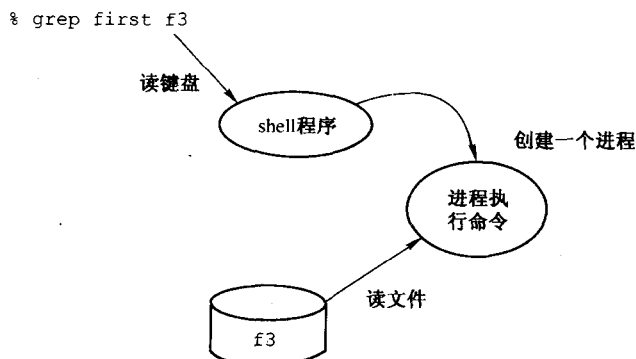 % grep first f3
读键盘
shell程序
创建一个进程
进程执
行命令
读文件
f3